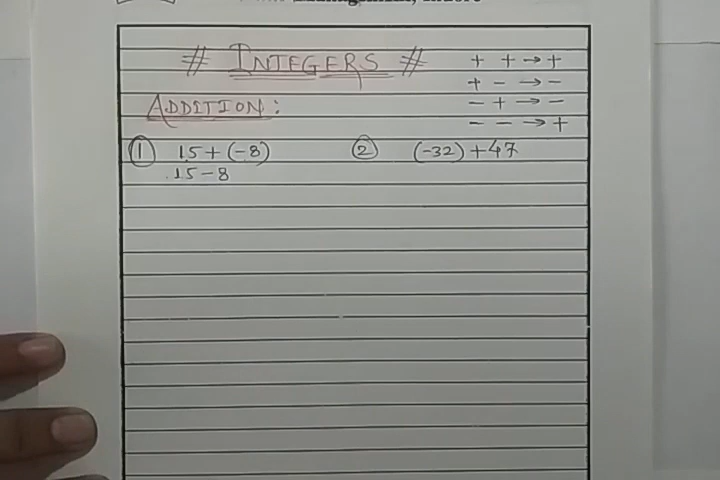 # INTEGERS #
+ + → +
+ - → -
- + → -
- - → +
ADDITION :
① 15 + (-8)
15 - 8
② (-32) + 47